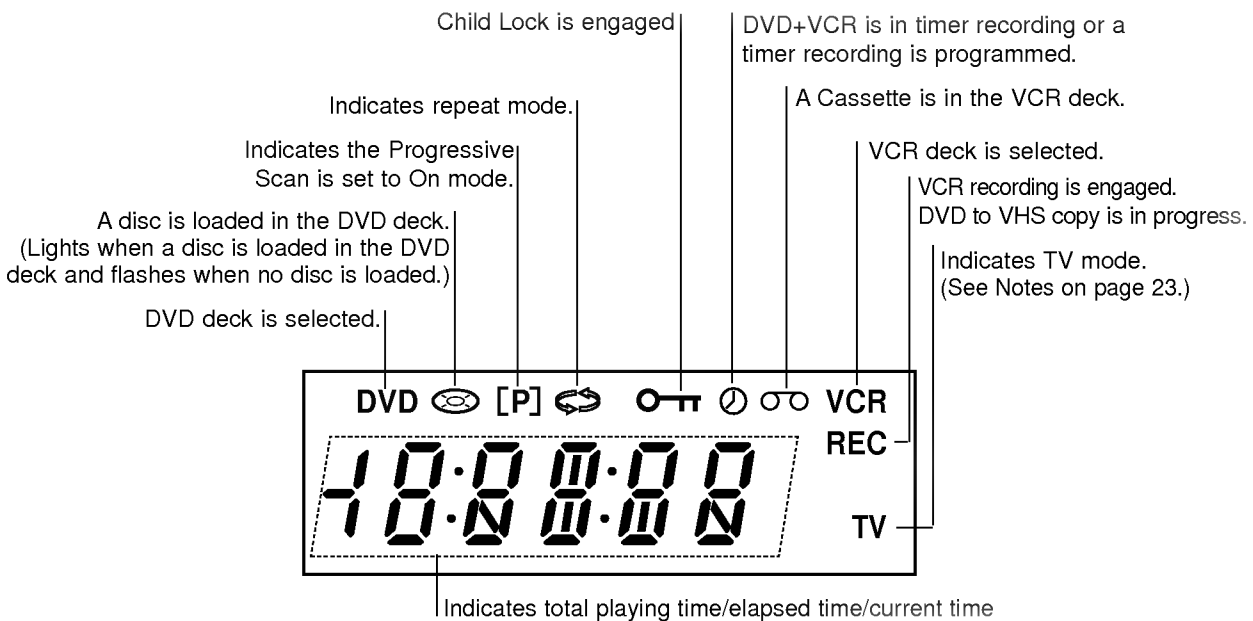 Child Lock is engaged
DVD+VCR is in timer recording or a
timer recording is programmed.
Indicates repeat mode.
A Cassette is in the VCR deck.
Indicates the Progressive
Scan is set to On mode.
VCR deck is selected.
VCR recording is engaged.
DVD to VHS copy is in progress.
A disc is loaded in the DVD deck.
(Lights when a disc is loaded in the DVD
deck and flashes when no disc is loaded.)
Indicates TV mode.
(See Notes on page 23.)
DVD deck is selected.
DVD [P] VCR
REC
TV
Indicates total playing time/elapsed time/current time